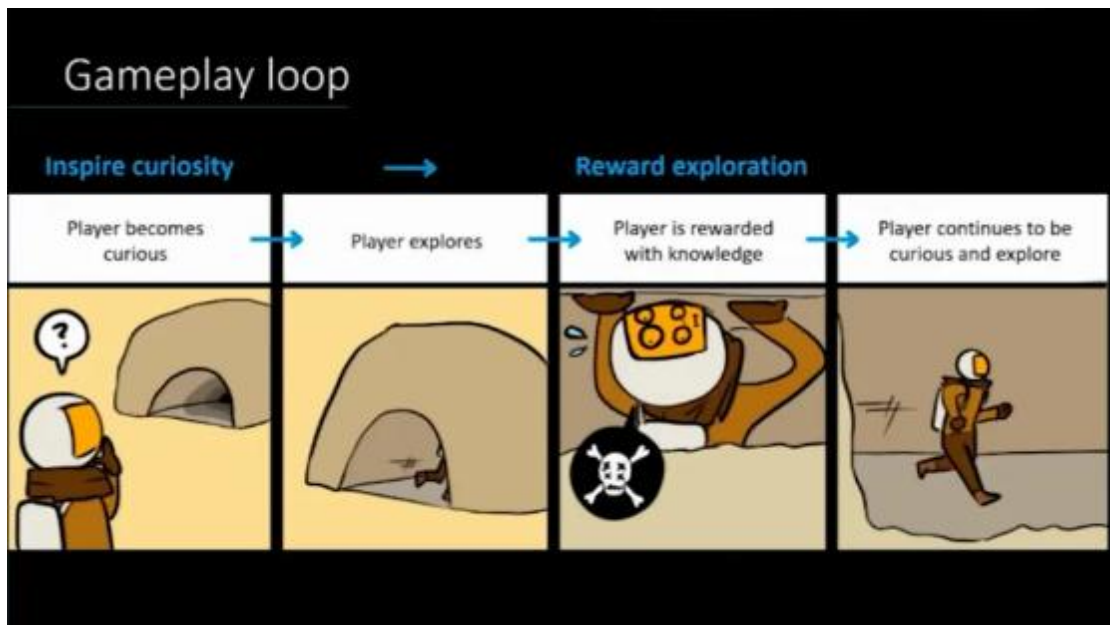 Gameplay loop
Inspire curiosity
Reward exploration
Player becomes
curious
Player explores
Player is rewarded
with knowledge
Player continues to be
curious and explore
?